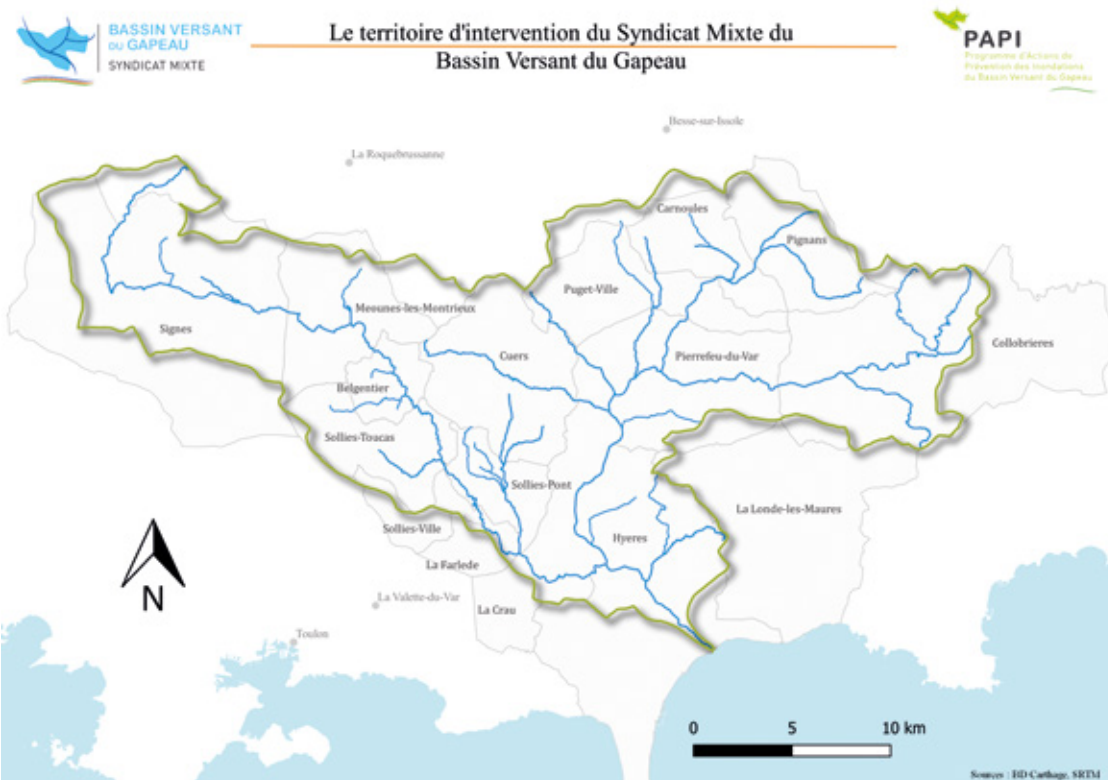 BASSIN VERSANT
DU GAPEAU
SYNDICAT MIXTE
Le territoire d'intervention du Syndicat Mixte du
Bassin Versant du Gapeau
PAPI
Programme d'Actions de
Prévention des Inondations
du Bassin Versant du Gapeau
Besse-sur-Issole
La Roquebrussanne
Carnoules
Pignans
Puget-Ville
Meounes-les-Montrieux
Signes
Collobrieres
Cuers
Pierrefeu-du-Var
Belgentier
Sollies-Toucas
Sollies-Pont
La Londe-les-Maures
Sollies-Ville
Hyeres
La Farlede
La Valette-du-Var
La Crau
N
Toulon
0 5 10 km
Sources : BD Carthage, SRTM